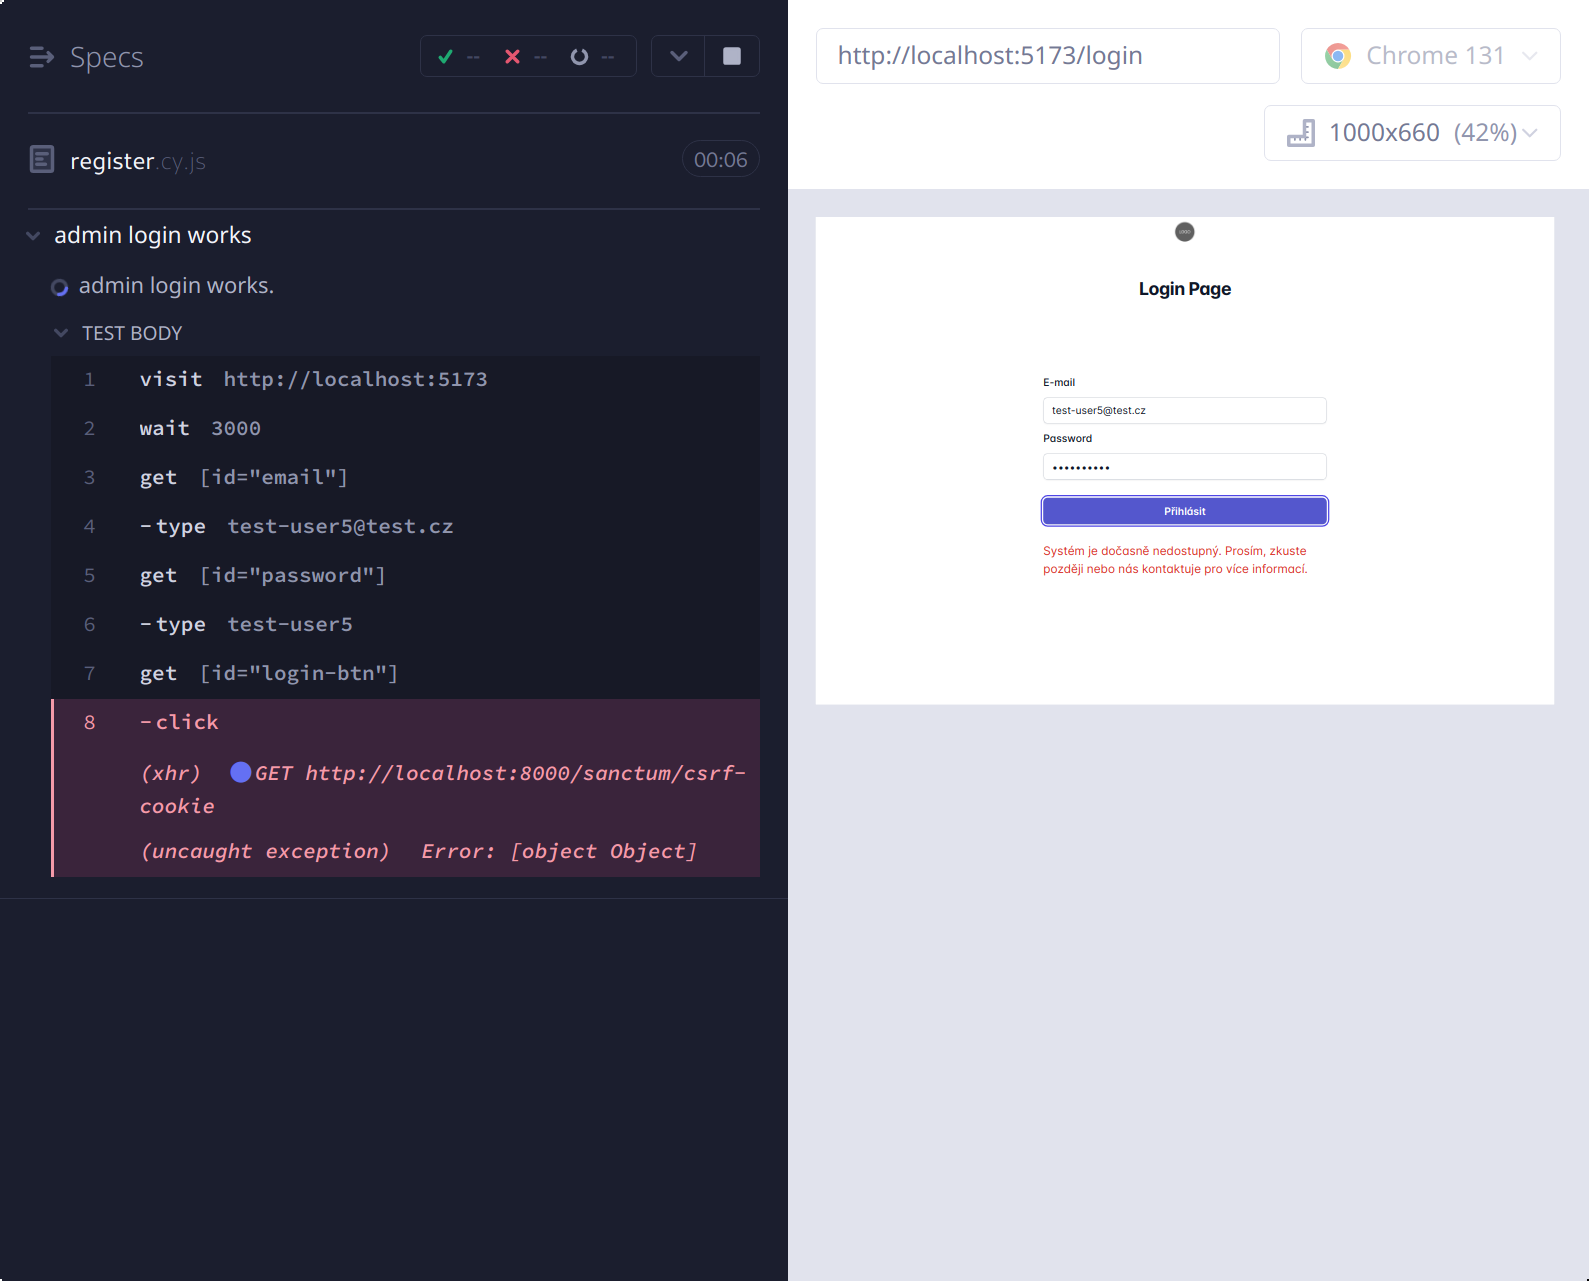 Specs
-- -- --
register.cy.js
00:06
admin login works
admin login works.
TEST BODY
1 visit http://localhost:5173
2 wait 3000
3 get [id="email"]
4 -type test-user5@test.cz
5 get [id="password"]
6 -type test-user5
7 get [id="login-btn"]
8 -click
(xhr) GET http://localhost:8000/sanctum/csrf-
cookie
(uncaught exception) Error: [object Object]
http://localhost:5173/login
Chrome 131
1000x660 (42%)
LOGO
Login Page
E-mail
test-user5@test.cz
Password
••••••••••
Přihlásit
Systém je dočasně nedostupný. Prosím, zkuste
později nebo nás kontaktuje pro více informací.